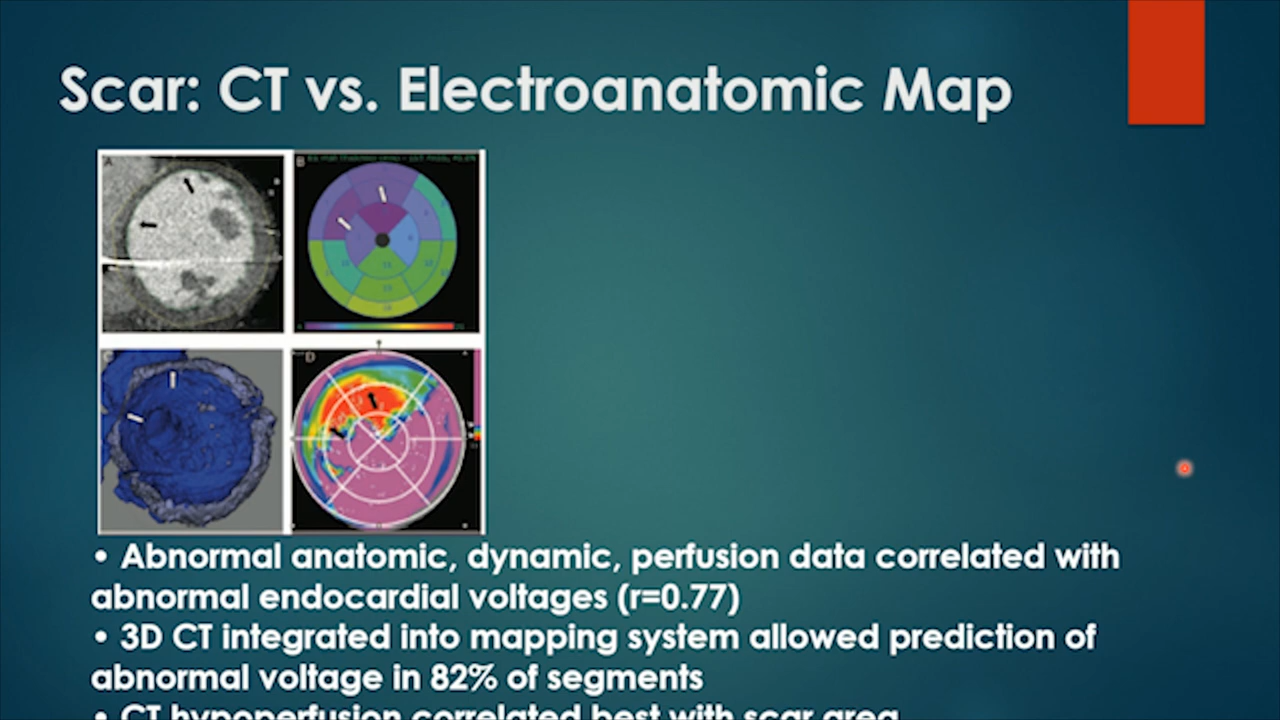 Scar: CT vs. Electroanatomic Map
A
B
C
D
• Abnormal anatomic, dynamic, perfusion data correlated with
abnormal endocardial voltages (r=0.77)
• 3D CT integrated into mapping system allowed prediction of
abnormal voltage in 82% of segments
• CT hypoperfusion correlated best with scar area